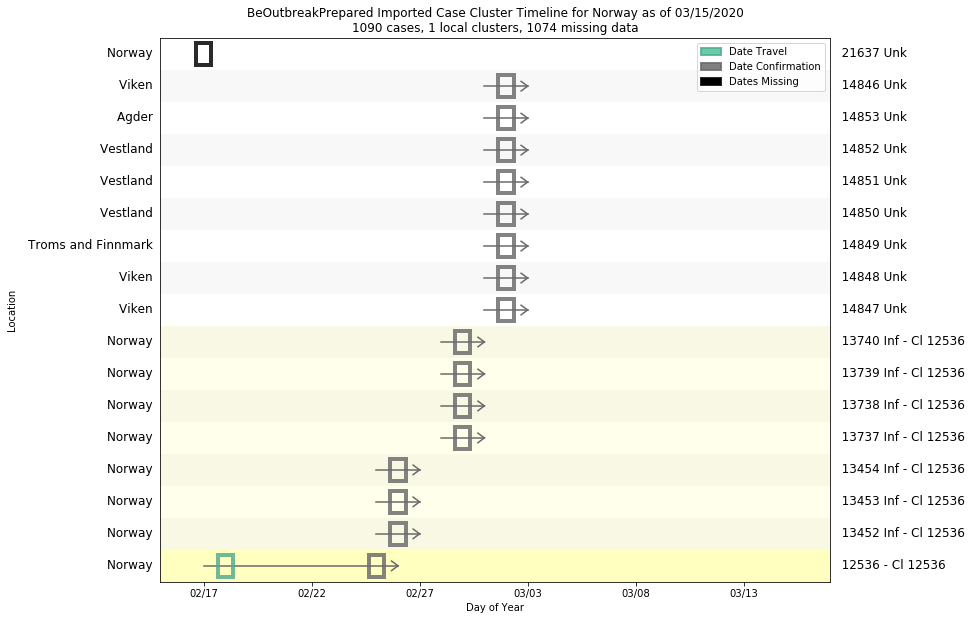 BeOutbreakPrepared Imported Case Cluster Timeline for Norway as of 03/15/2020
1090 cases, 1 local clusters, 1074 missing data
Date Travel
Date Confirmation
Dates Missing
Norway 21637 Unk
Viken 14846 Unk
Agder 14853 Unk
Vestland 14852 Unk
Vestland 14851 Unk
Vestland 14850 Unk
Troms and Finnmark 14849 Unk
Viken 14848 Unk
Viken 14847 Unk
Norway 13740 Inf - Cl 12536
Norway 13739 Inf - Cl 12536
Norway 13738 Inf - Cl 12536
Norway 13737 Inf - Cl 12536
Norway 13454 Inf - Cl 12536
Norway 13453 Inf - Cl 12536
Norway 13452 Inf - Cl 12536
Norway 12536 - Cl 12536
Location
02/17 02/22 02/27 03/03 03/08 03/13
Day of Year